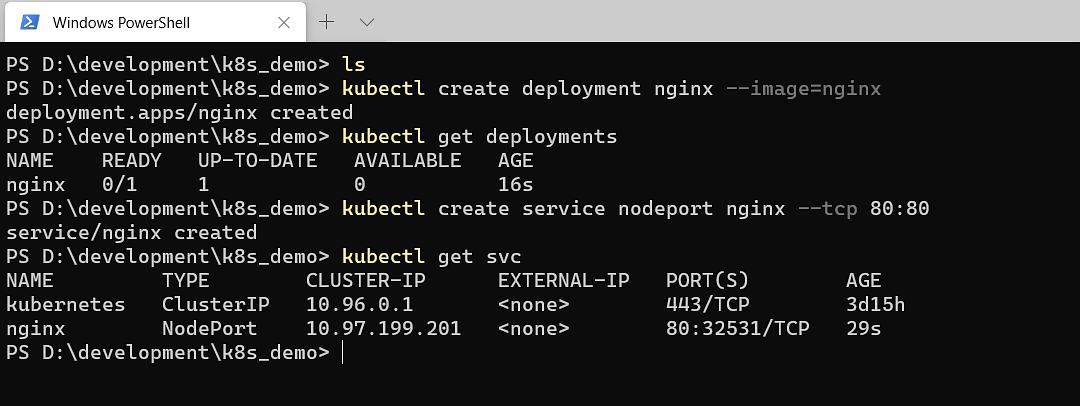 Windows PowerShell
PS D:\development\k8s_demo> ls
PS D:\development\k8s_demo> kubectl create deployment nginx --image=nginx
deployment.apps/nginx created
PS D:\development\k8s_demo> kubectl get deployments
NAME    READY   UP-TO-DATE   AVAILABLE   AGE
nginx   0/1     1            0           16s
PS D:\development\k8s_demo> kubectl create service nodeport nginx --tcp 80:80
service/nginx created
PS D:\development\k8s_demo> kubectl get svc
NAME         TYPE        CLUSTER-IP      EXTERNAL-IP   PORT(S)        AGE
kubernetes   ClusterIP   10.96.0.1       <none>        443/TCP        3d15h
nginx        NodePort    10.97.199.201   <none>        80:32531/TCP   29s
PS D:\development\k8s_demo>